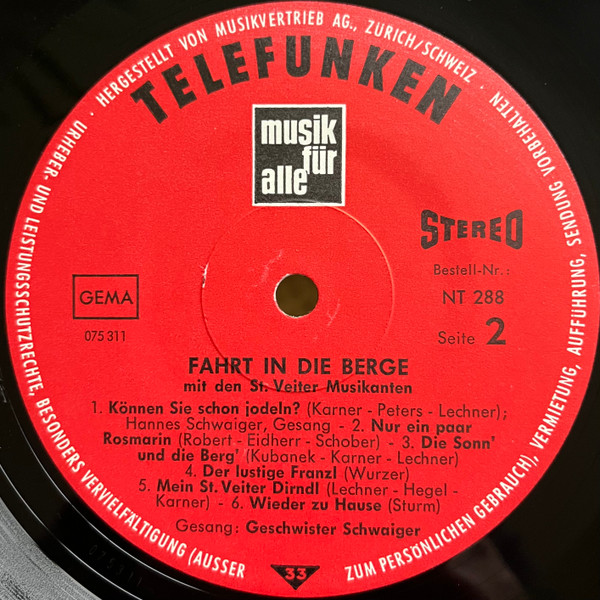 · HERGESTELLT VON MUSIKVERTRIEB AG., ZÜRICH/SCHWEIZ ·
URHEBER- UND LEISTUNGSSCHUTZRECHTE, BESONDERS VERVIELFÄLTIGUNG (AUSSER
ZUM PERSÖNLICHEN GEBRAUCH), VERMIETUNG, AUFFÜHRUNG, SENDUNG VORBEHALTEN
TELEFUNKEN
musik
für
alle
STEREO
Bestell-Nr.:
NT 288
Seite 2
GEMA
075 311
FAHRT IN DIE BERGE
mit den St. Veiter Musikanten
1. Können Sie schon jodeln? (Karner - Peters - Lechner);
Hannes Schwaiger, Gesang - 2. Nur ein paar
Rosmarin (Robert - Eidherr - Schober) - 3. Die Sonn'
und die Berg' (Kubanek - Karner - Lechner)
4. Der lustige Franzl (Wurzer)
5. Mein St. Veiter Dirndl (Lechner - Hegel -
Karner) - 6. Wieder zu Hause (Sturm)
Gesang: Geschwister Schwaiger
33